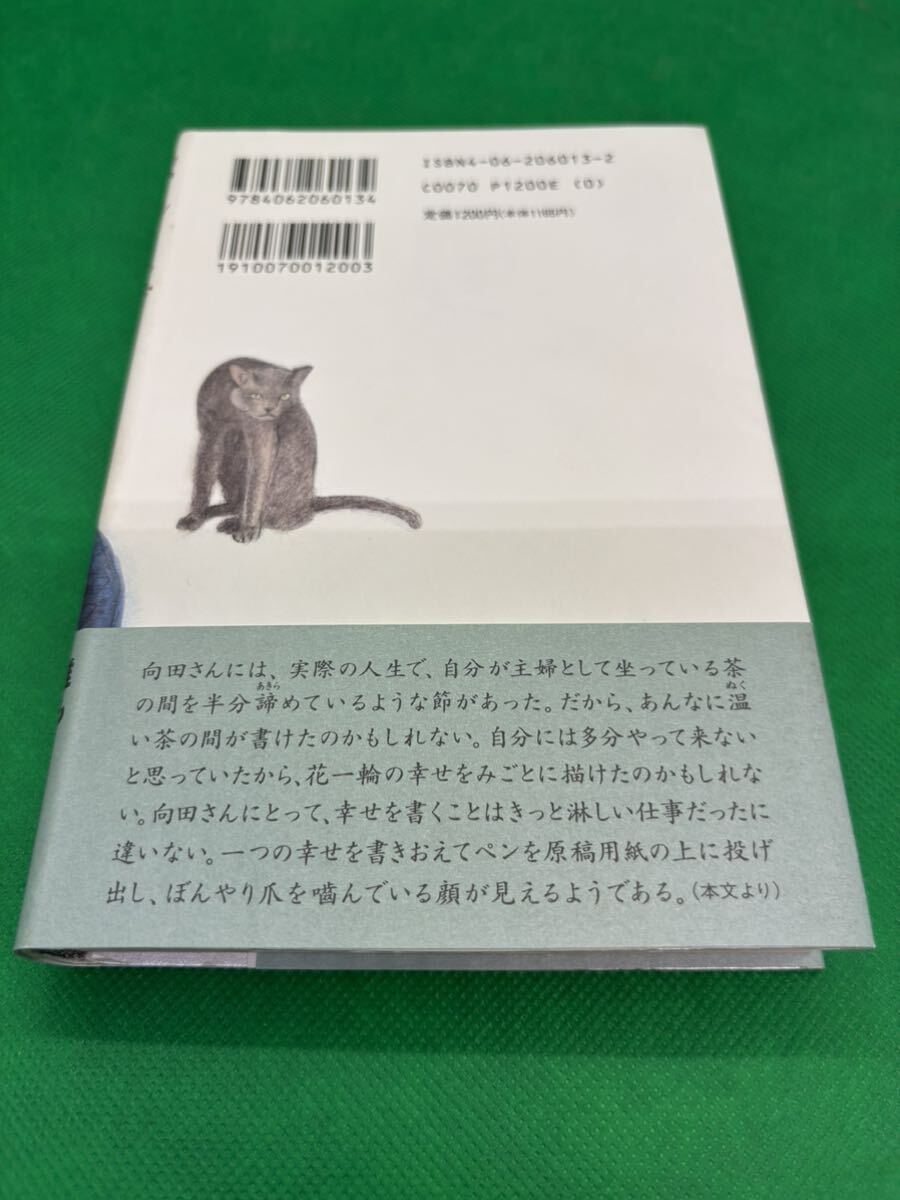 ISBN4-06-206013-2
9784062060134
C0070 P1200E (0)
定価1200円(本体1165円)
1910070012003
向田さんには、実際の人生で、自分が主婦として坐っている茶
の間を半分諦めているような節があった。だから、あんなに温
あきら
ぬく
い茶の間が書けたのかもしれない。自分には多分やって来ない
と思っていたから、花一輪の幸せをみごとに描けたのかもしれな
い。向田さんにとって、幸せを書くことはきっと淋しい仕事だったに
違いない。一つの幸せを書きおえてペンを原稿用紙の上に投げ
出し、ぼんやり爪を嚙んでいる顔が見えるようである。(本文より)